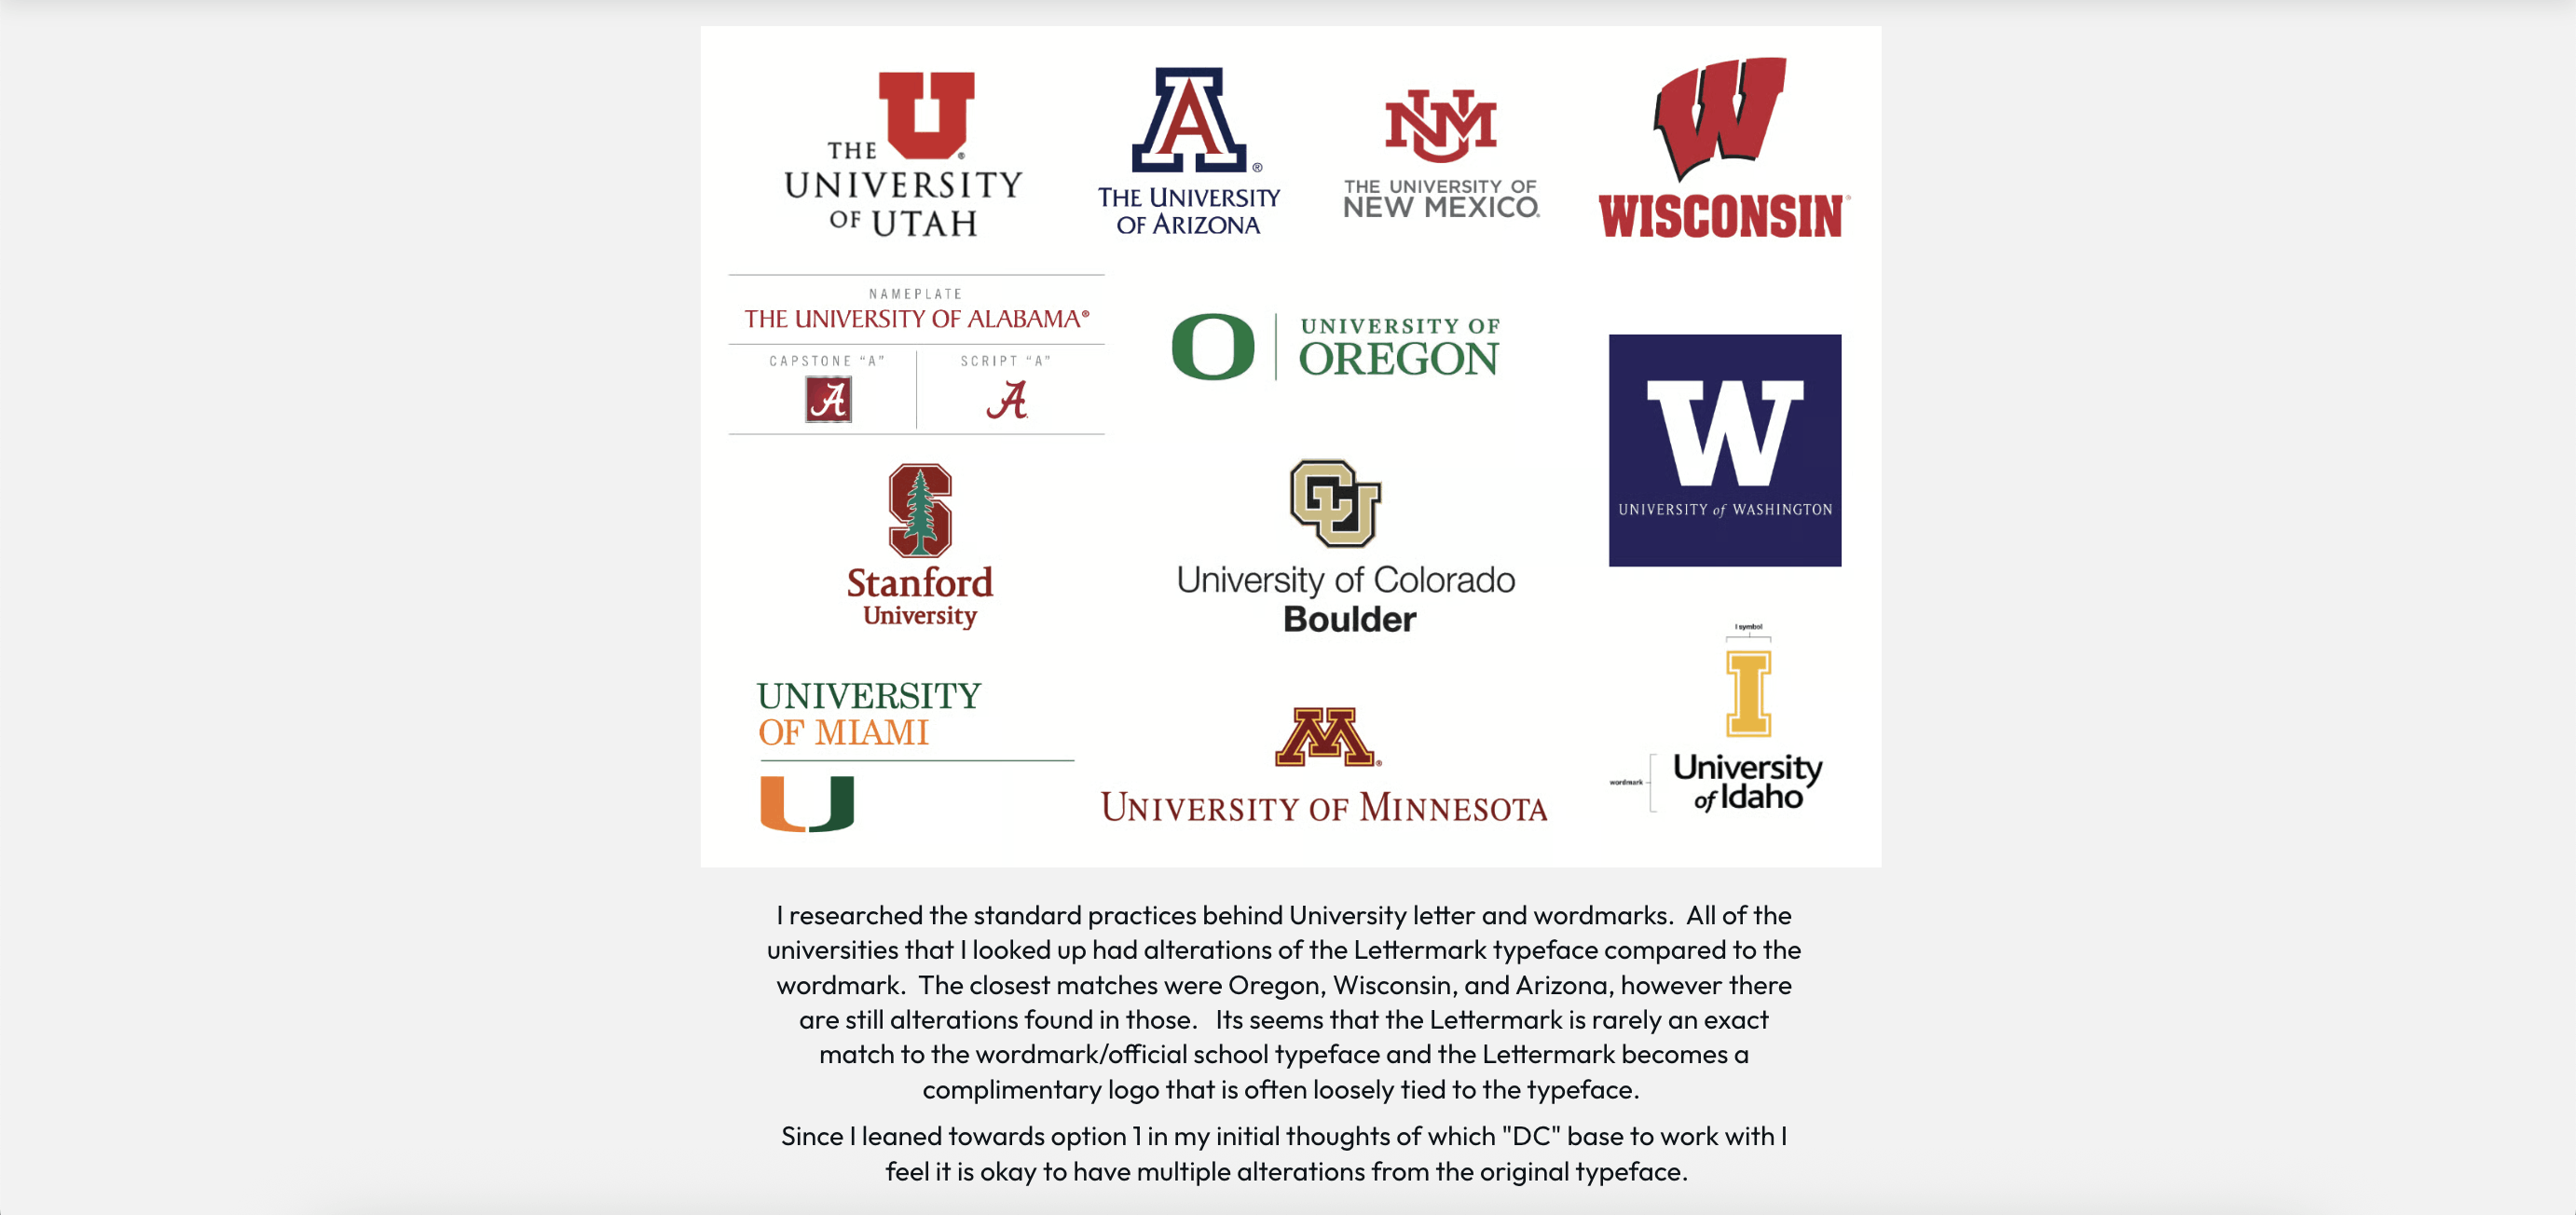 U
THE
UNIVERSITY
OF UTAH
A
THE UNIVERSITY
OF ARIZONA
NM
THE UNIVERSITY OF
NEW MEXICO
W
WISCONSIN
NAMEPLATE
THE UNIVERSITY OF ALABAMA®
CAPSTONE "A"
SCRIPT "A"
A
A
O
UNIVERSITY OF
OREGON
W
UNIVERSITY of WASHINGTON
S
Stanford
University
CU
University of Colorado
Boulder
I symbol
I
wordmark
University
of Idaho
UNIVERSITY
OF MIAMI
U
M
UNIVERSITY OF MINNESOTA
I researched the standard practices behind University letter and wordmarks.  All of the
universities that I looked up had alterations of the Lettermark typeface compared to the
wordmark.  The closest matches were Oregon, Wisconsin, and Arizona, however there
are still alterations found in those.   Its seems that the Lettermark is rarely an exact
match to the wordmark/official school typeface and the Lettermark becomes a
complimentary logo that is often loosely tied to the typeface.
Since I leaned towards option 1 in my initial thoughts of which "DC" base to work with I
feel it is okay to have multiple alterations from the original typeface.